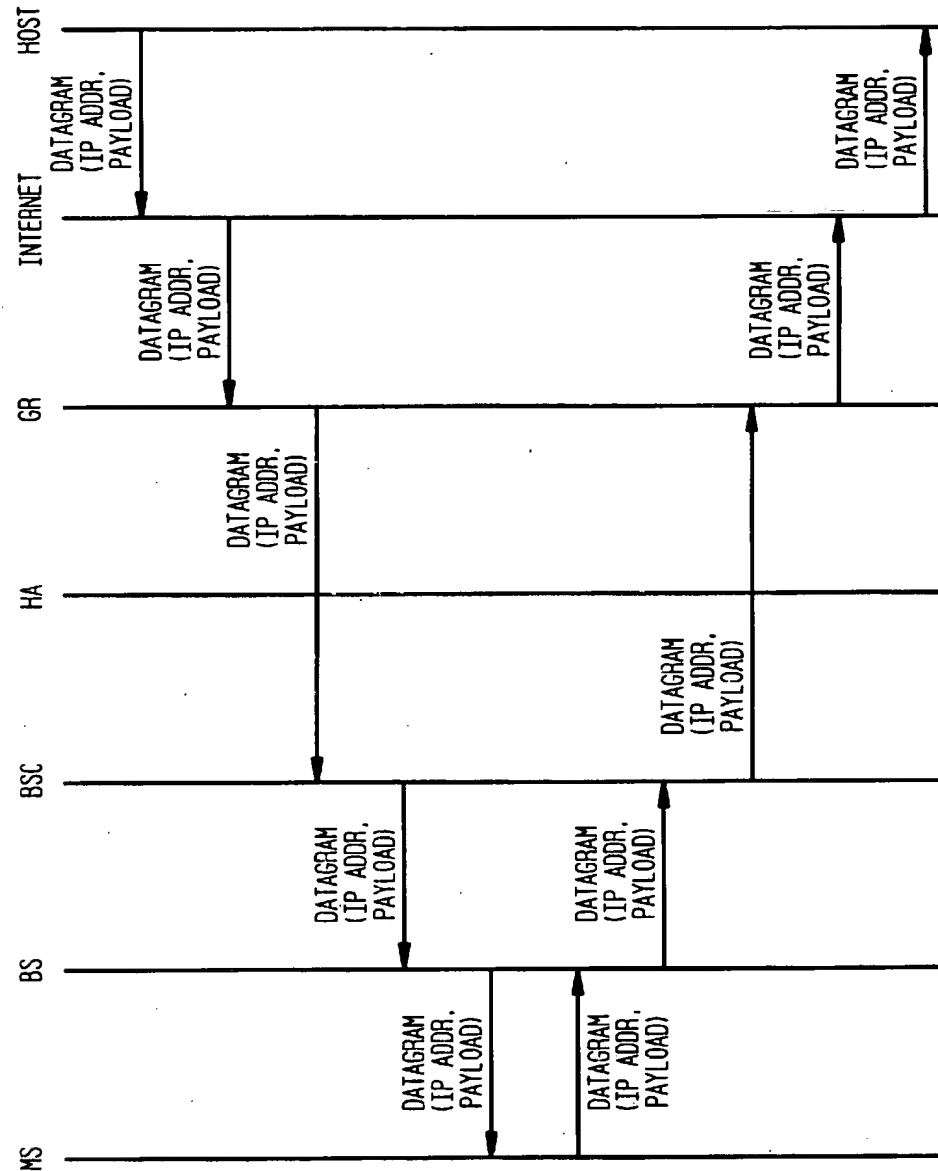 HOST
INTERNET
GR
HA
BSC
BS
MS
DATAGRAM
(IP ADDR,
PAYLOAD)
DATAGRAM
(IP ADDR,
PAYLOAD)
DATAGRAM
(IP ADDR,
PAYLOAD)
DATAGRAM
(IP ADDR,
PAYLOAD)
DATAGRAM
(IP ADDR,
PAYLOAD)
DATAGRAM
(IP ADDR,
PAYLOAD)
DATAGRAM
(IP ADDR,
PAYLOAD)
DATAGRAM
(IP ADDR,
PAYLOAD)
DATAGRAM
(IP ADDR,
PAYLOAD)
DATAGRAM
(IP ADDR,
PAYLOAD)